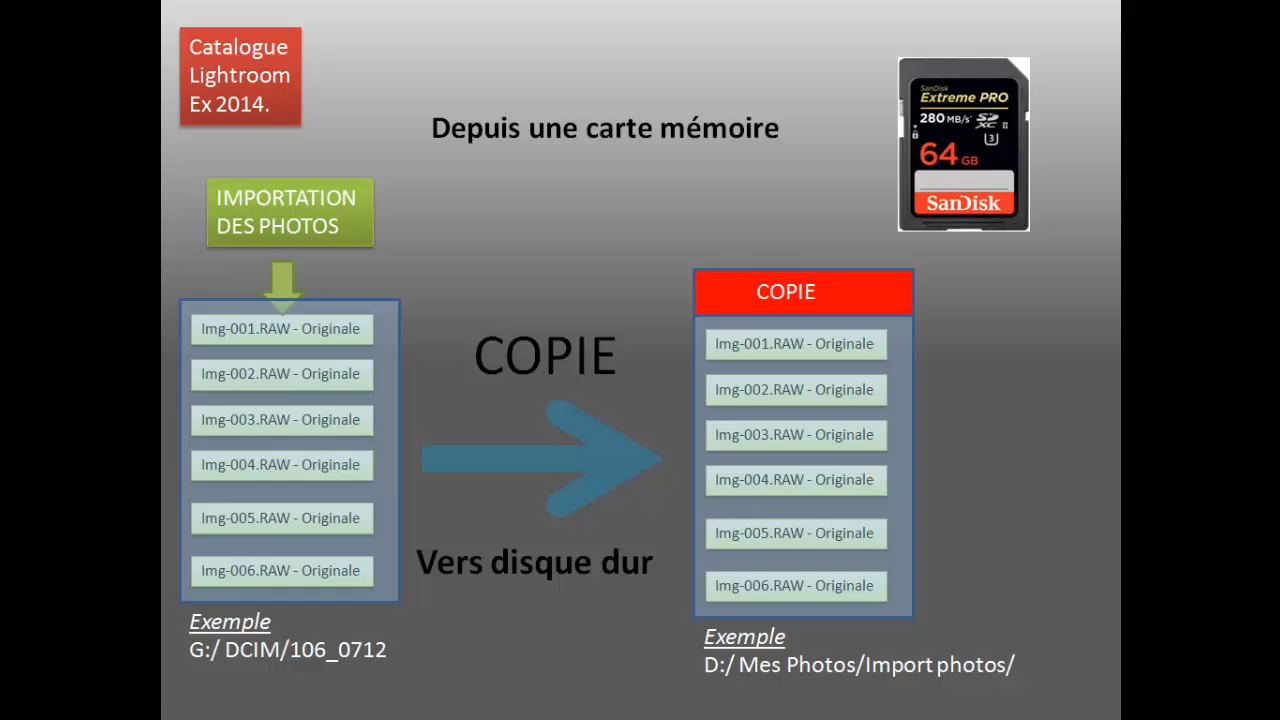 Catalogue
Lightroom
Ex 2014.
Depuis une carte mémoire
SanDisk
Extreme PRO
280 MB/s*
SDXC II
3
64 GB
SanDisk
IMPORTATION
DES PHOTOS
Img-001.RAW - Originale
Img-002.RAW - Originale
Img-003.RAW - Originale
Img-004.RAW - Originale
Img-005.RAW - Originale
Img-006.RAW - Originale
Exemple
G:/ DCIM/106_0712
COPIE
Vers disque dur
COPIE
Img-001.RAW - Originale
Img-002.RAW - Originale
Img-003.RAW - Originale
Img-004.RAW - Originale
Img-005.RAW - Originale
Img-006.RAW - Originale
Exemple
D:/ Mes Photos/Import photos/